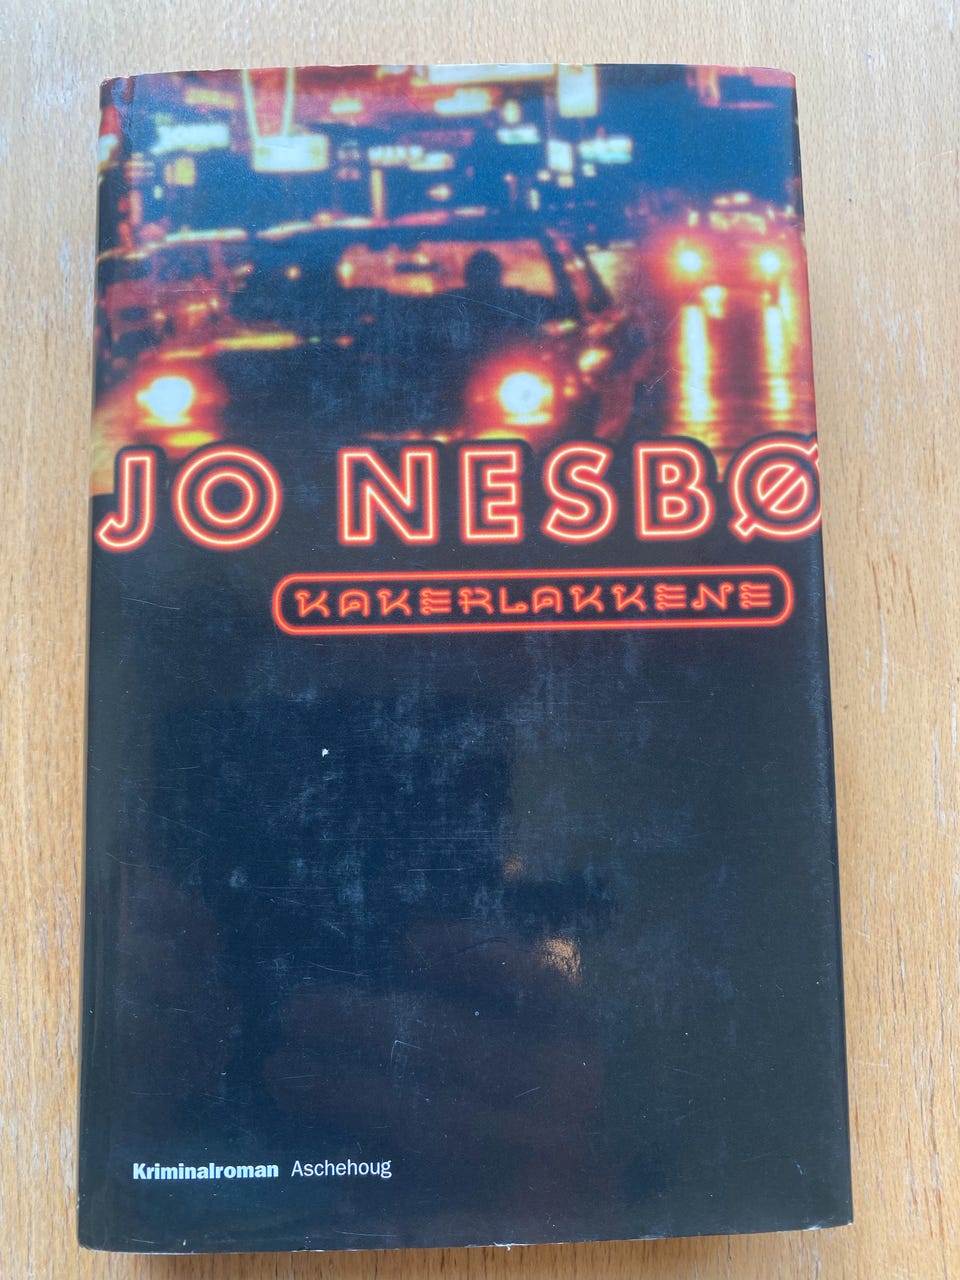 JO NESBØ
KAKERLAKKENE
Kriminalroman Aschehoug